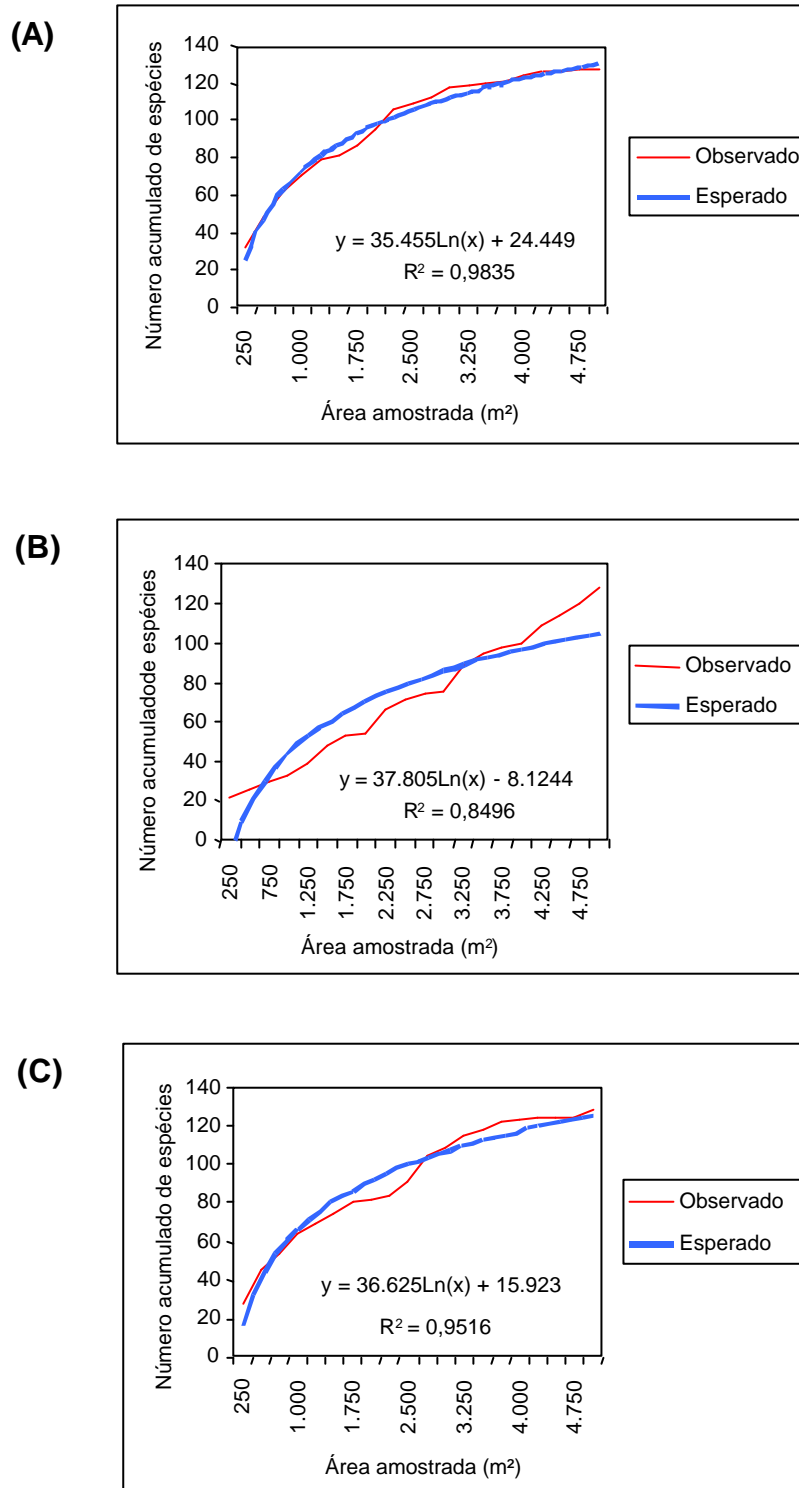 (A)
Número acumulado de espécies
140
120
100
80
60
40
20
0
y = 35.455Ln(x) + 24.449
R² = 0,9835
250
1.000
1.750
2.500
3.250
4.000
4.750
Área amostrada (m²)
Observado
Esperado
(B)
Número acumuladode espécies
140
120
100
80
60
40
20
0
y = 37.805Ln(x) - 8.1244
R² = 0,8496
250
750
1.250
1.750
2.250
2.750
3.250
3.750
4.250
4.750
Área amostrada (m²)
Observado
Esperado
(C)
Número acumulado de espécies
140
120
100
80
60
40
20
0
y = 36.625Ln(x) + 15.923
R² = 0,9516
250
1.000
1.750
2.500
3.250
4.000
4.750
Área amostrada (m²)
Observado
Esperado